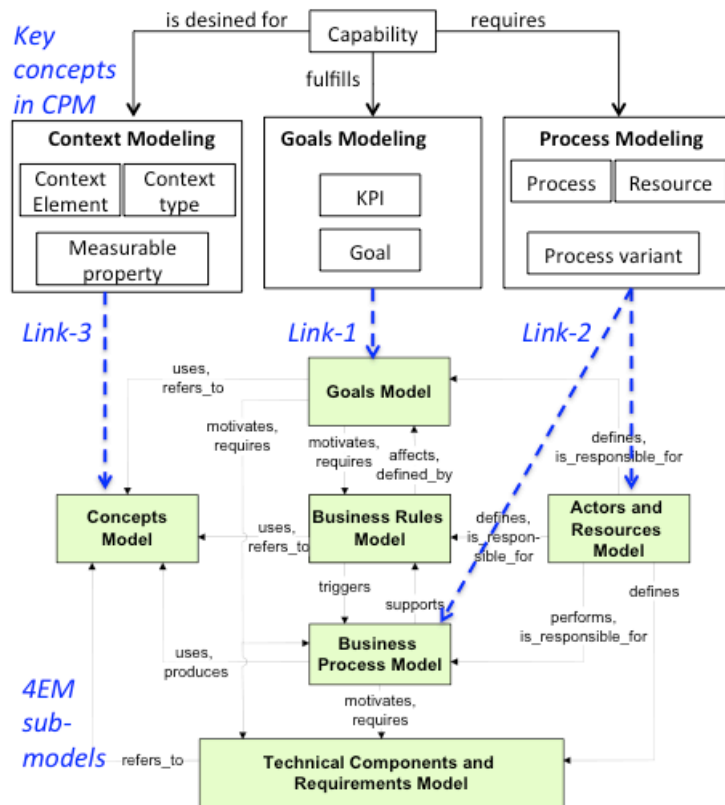 Key
concepts
in CPM
is desined for
Capability
requires
fulfills
Context Modeling
Context
Element
Context
type
Measurable
property
Goals Modeling
KPI
Goal
Process Modeling
Process
Resource
Process variant
Link-3
Link-1
Link-2
uses,
refers_to
Goals Model
motivates,
requires
motivates,
requires
affects,
defined_by
defines,
is_responsible_for
Concepts
Model
uses,
refers_to
Business Rules
Model
defines,
is_respon-
sible_for
Actors and
Resources
Model
triggers
supports
performs,
is_responsible_for
defines
uses,
produces
Business
Process Model
4EM
sub-
models
motivates,
requires
refers_to
Technical Components and
Requirements Model